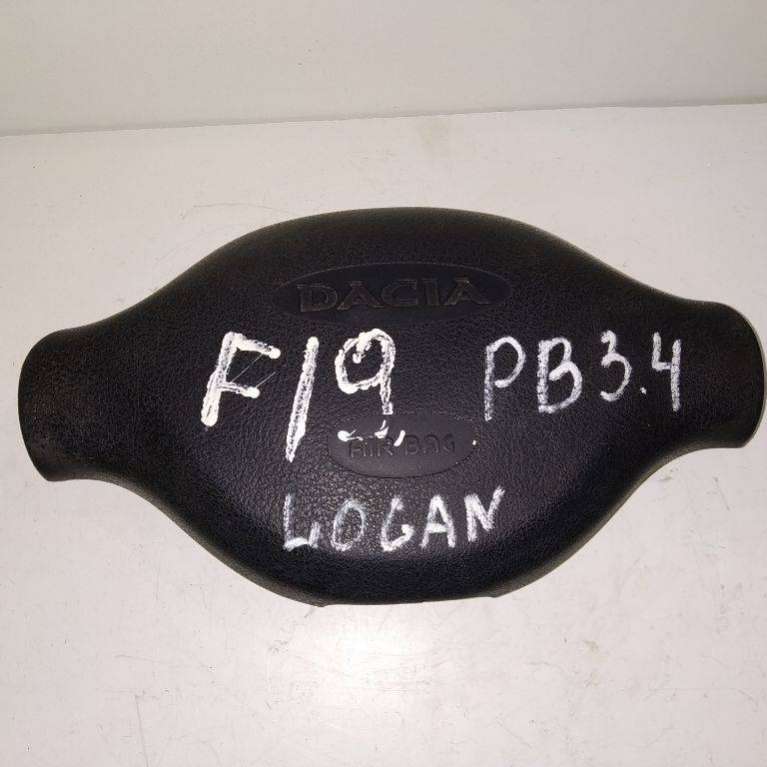 DACIA
F19 PB3.4
AIR BAG
LOGAN